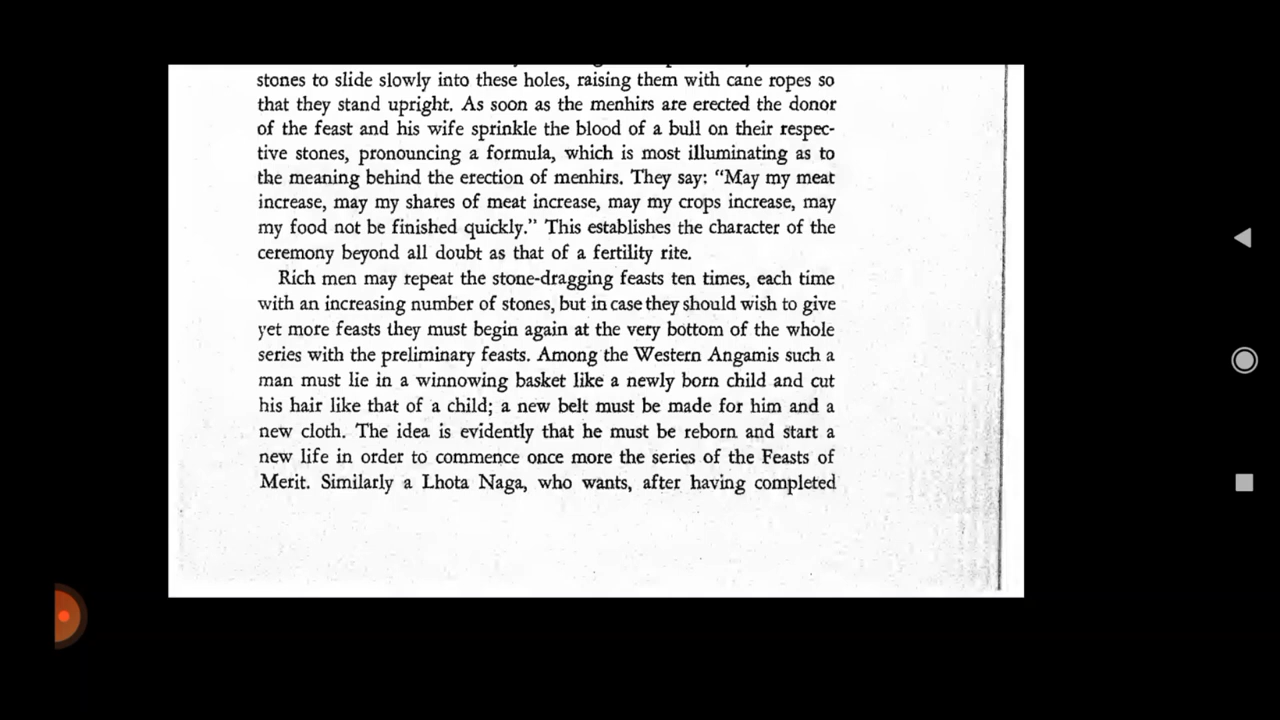 stones to slide slowly into these holes, raising them with cane ropes so
that they stand upright. As soon as the menhirs are erected the donor
of the feast and his wife sprinkle the blood of a bull on their respec-
tive stones, pronouncing a formula, which is most illuminating as to
the meaning behind the erection of menhirs. They say: “May my meat
increase, may my shares of meat increase, may my crops increase, may
my food not be finished quickly.” This establishes the character of the
ceremony beyond all doubt as that of a fertility rite.
Rich men may repeat the stone-dragging feasts ten times, each time
with an increasing number of stones, but in case they should wish to give
yet more feasts they must begin again at the very bottom of the whole
series with the preliminary feasts. Among the Western Angamis such a
man must lie in a winnowing basket like a newly born child and cut
his hair like that of a child; a new belt must be made for him and a
new cloth. The idea is evidently that he must be reborn and start a
new life in order to commence once more the series of the Feasts of
Merit. Similarly a Lhota Naga, who wants, after having completed